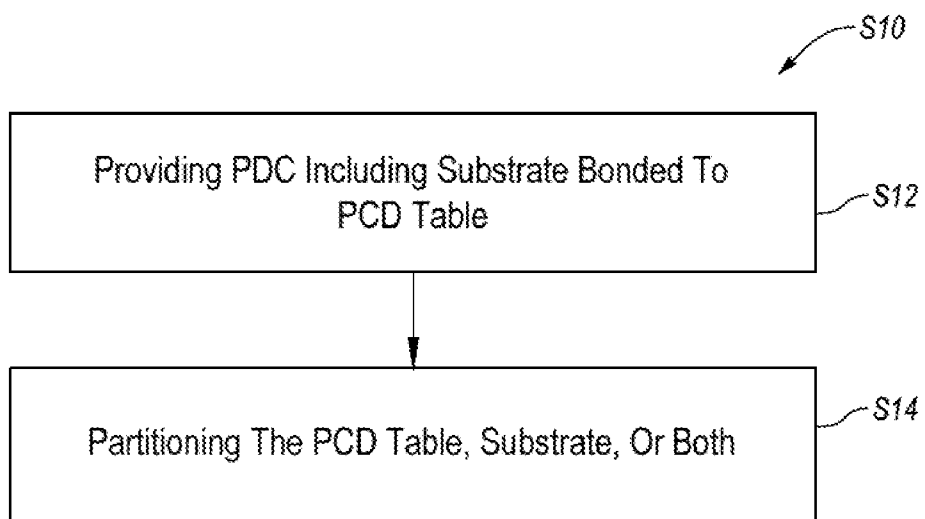 S10
Providing PDC Including Substrate Bonded To
PCD Table
S12
S14
Partitioning The PCD Table, Substrate, Or Both